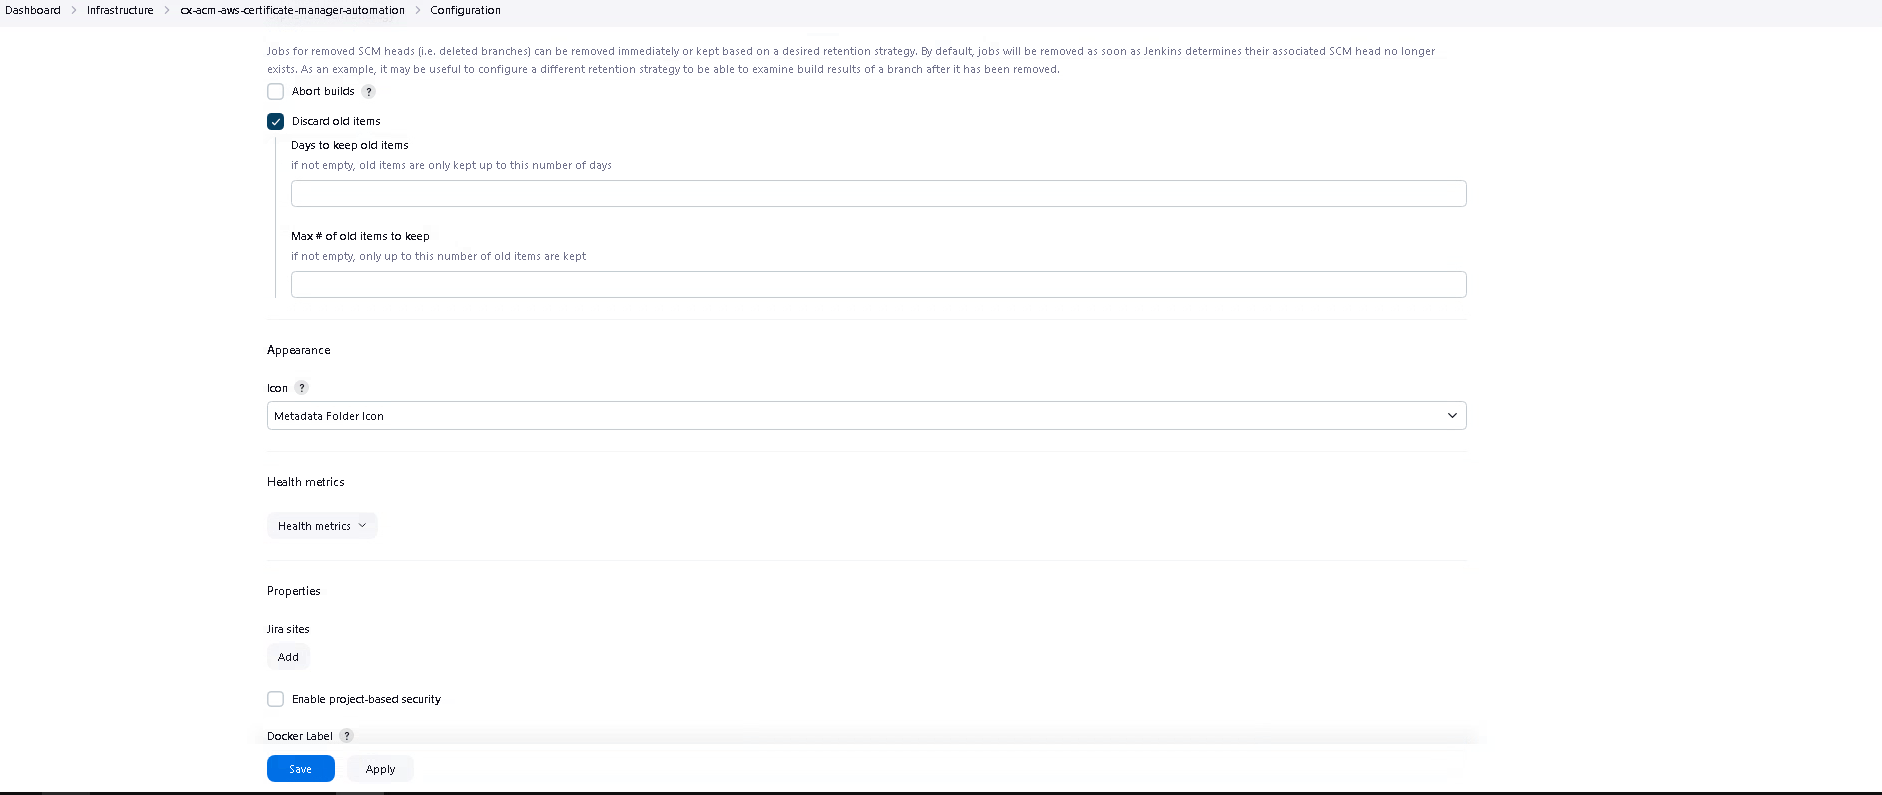 Dashboard > Infrastructure > cx-acm-aws-certificate-manager-automation > Configuration
Jobs for removed SCM heads (i.e. deleted branches) can be removed immediately or kept based on a desired retention strategy. By default, jobs will be removed as soon as Jenkins determines their associated SCM head no longer
exists. As an example, it may be useful to configure a different retention strategy to be able to examine build results of a branch after it has been removed.
Abort builds ?
Discard old items
Days to keep old items
if not empty, old items are only kept up to this number of days
Max # of old items to keep
if not empty, only up to this number of old items are kept
Appearance
Icon ?
Metadata Folder Icon
Health metrics
Health metrics
Properties
Jira sites
Add
Enable project-based security
Docker Label ?
Save Apply